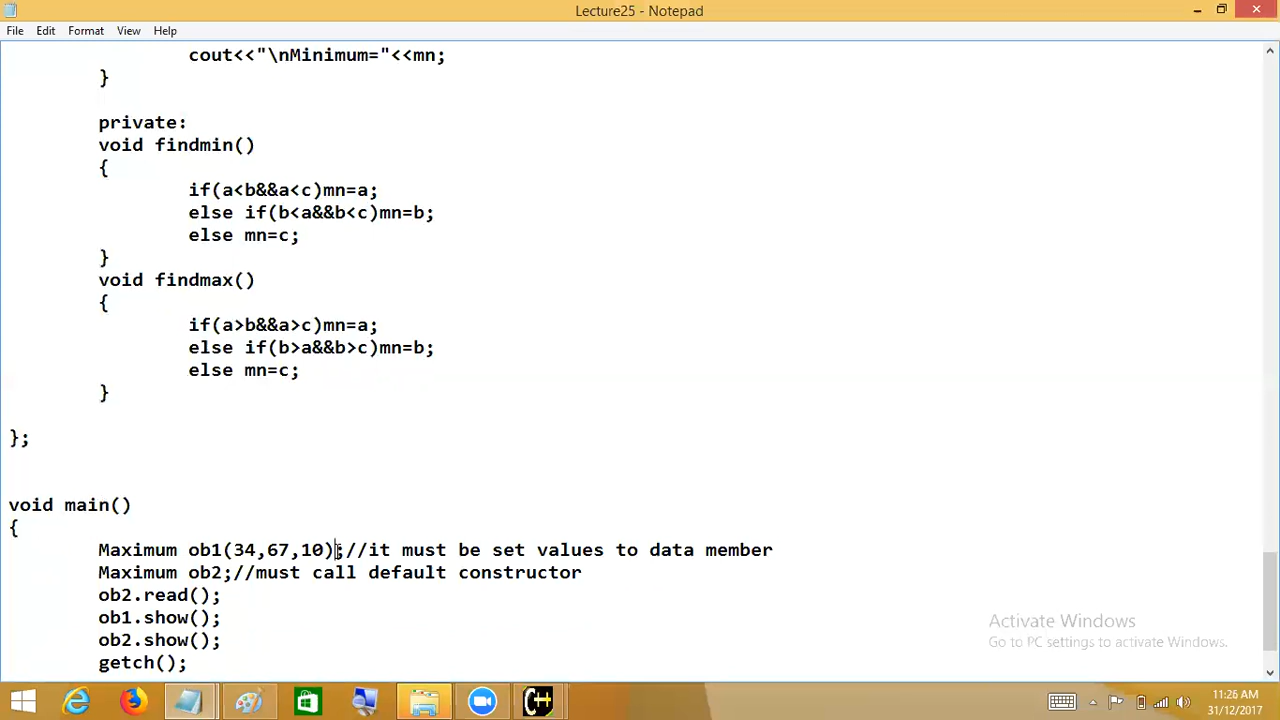 Lecture25 - Notepad
File Edit Format View Help
cout<<"\nMinimum="<<mn;
}
private:
void findmin()
{
if(a<b&&a<c)mn=a;
else if(b<a&&b<c)mn=b;
else mn=c;
}
void findmax()
{
if(a>b&&a>c)mn=a;
else if(b>a&&b>c)mn=b;
else mn=c;
}
};
void main()
{
Maximum ob1(34,67,10);//it must be set values to data member
Maximum ob2;//must call default constructor
ob2.read();
ob1.show();
ob2.show();
getch();
Activate Windows
Go to PC settings to activate Windows.
C++
11:26 AM
31/12/2017